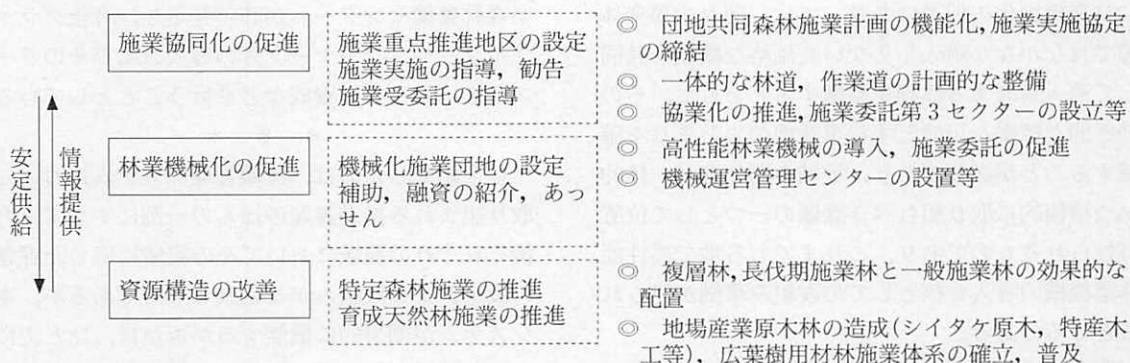 施業協同化の促進
施業重点推進地区の設定
施業実施の指導，勧告
施業受委託の指導
◎ 団地共同森林施業計画の機能化，施業実施協定
の締結
◎ 一体的な林道，作業道の計画的な整備
◎ 協業化の推進，施業委託第3セクターの設立等
安定供給
情報提供
林業機械化の促進
機械化施業団地の設定
補助，融資の紹介，あっ
せん
◎ 高性能林業機械の導入，施業委託の促進
◎ 機械運営管理センターの設置等
資源構造の改善
特定森林施業の推進
育成天然林施業の推進
◎ 複層林，長代期施業林と一般施業林の効果的な
配置
◎ 地場産業原木林の造成(シイタケ原木，特産木
工等)，広葉樹用材林施業体系の確立，普及